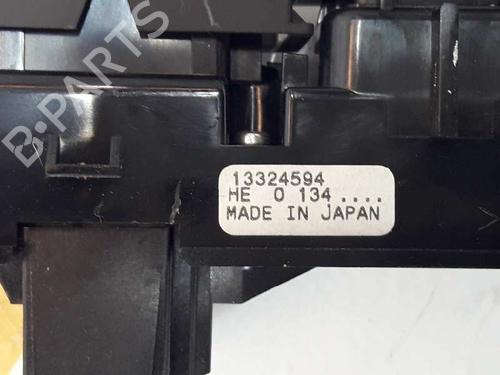 B-PARTS
13324594
HE 0 134 ....
MADE IN JAPAN